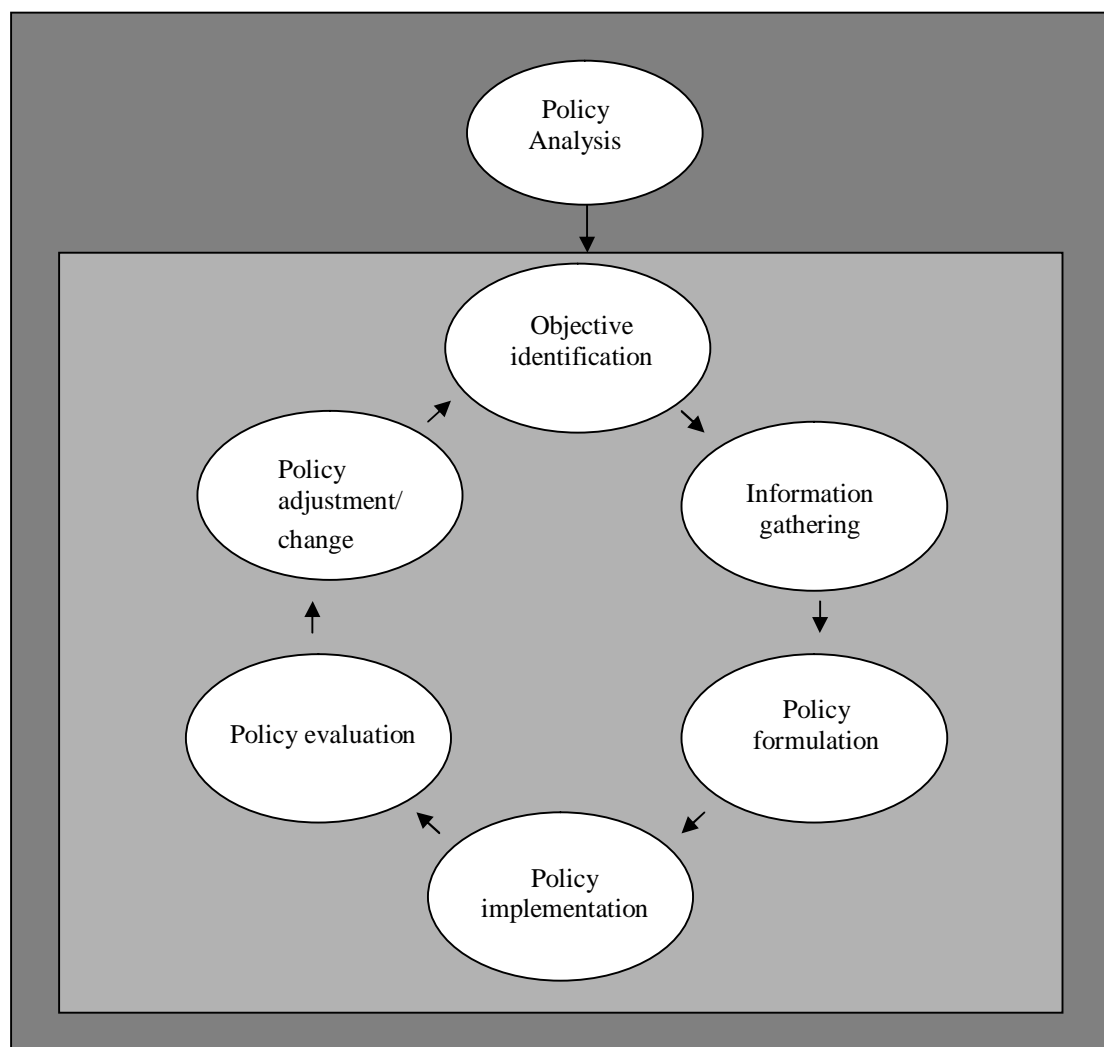 Policy
Analysis
Objective
identification
Information
gathering
Policy
formulation
Policy
implementation
Policy evaluation
Policy
adjustment/
change